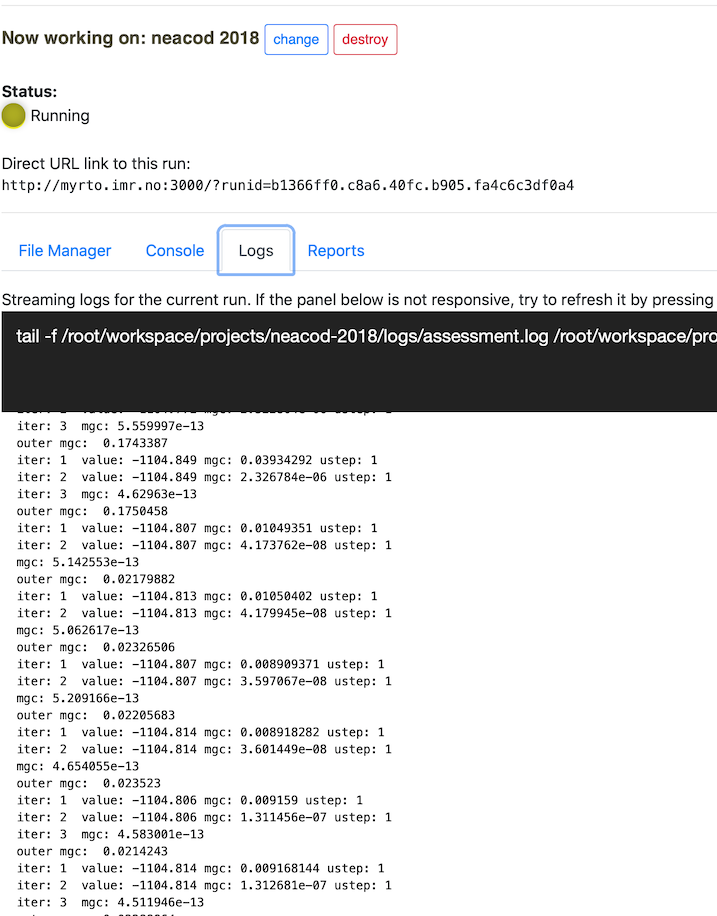 Now working on: neacod 2018 change destroy
Status:
Running
Direct URL link to this run:
http://myrto.imr.no:3000/?runid=b1366ff0.c8a6.40fc.b905.fa4c6c3df0a4
File Manager Console Logs Reports
Streaming logs for the current run. If the panel below is not responsive, try to refresh it by pressing
tail -f /root/workspace/projects/neacod-2018/logs/assessment.log /root/workspace/pro
iter: 3 mgc: 5.559997e-13
outer mgc: 0.1743387
iter: 1 value: -1104.849 mgc: 0.03934292 ustep: 1
iter: 2 value: -1104.849 mgc: 2.326784e-06 ustep: 1
iter: 3 mgc: 4.62963e-13
outer mgc: 0.1750458
iter: 1 value: -1104.807 mgc: 0.01049351 ustep: 1
iter: 2 value: -1104.807 mgc: 4.173762e-08 ustep: 1
mgc: 5.142553e-13
outer mgc: 0.02179882
iter: 1 value: -1104.813 mgc: 0.01050402 ustep: 1
iter: 2 value: -1104.813 mgc: 4.179945e-08 ustep: 1
mgc: 5.062617e-13
outer mgc: 0.02326506
iter: 1 value: -1104.807 mgc: 0.008909371 ustep: 1
iter: 2 value: -1104.807 mgc: 3.597067e-08 ustep: 1
mgc: 5.209166e-13
outer mgc: 0.02205683
iter: 1 value: -1104.814 mgc: 0.008918282 ustep: 1
iter: 2 value: -1104.814 mgc: 3.601449e-08 ustep: 1
mgc: 4.654055e-13
outer mgc: 0.023523
iter: 1 value: -1104.806 mgc: 0.009159 ustep: 1
iter: 2 value: -1104.806 mgc: 1.311456e-07 ustep: 1
iter: 3 mgc: 4.583001e-13
outer mgc: 0.0214243
iter: 1 value: -1104.814 mgc: 0.009168144 ustep: 1
iter: 2 value: -1104.814 mgc: 1.312681e-07 ustep: 1
iter: 3 mgc: 4.511946e-13